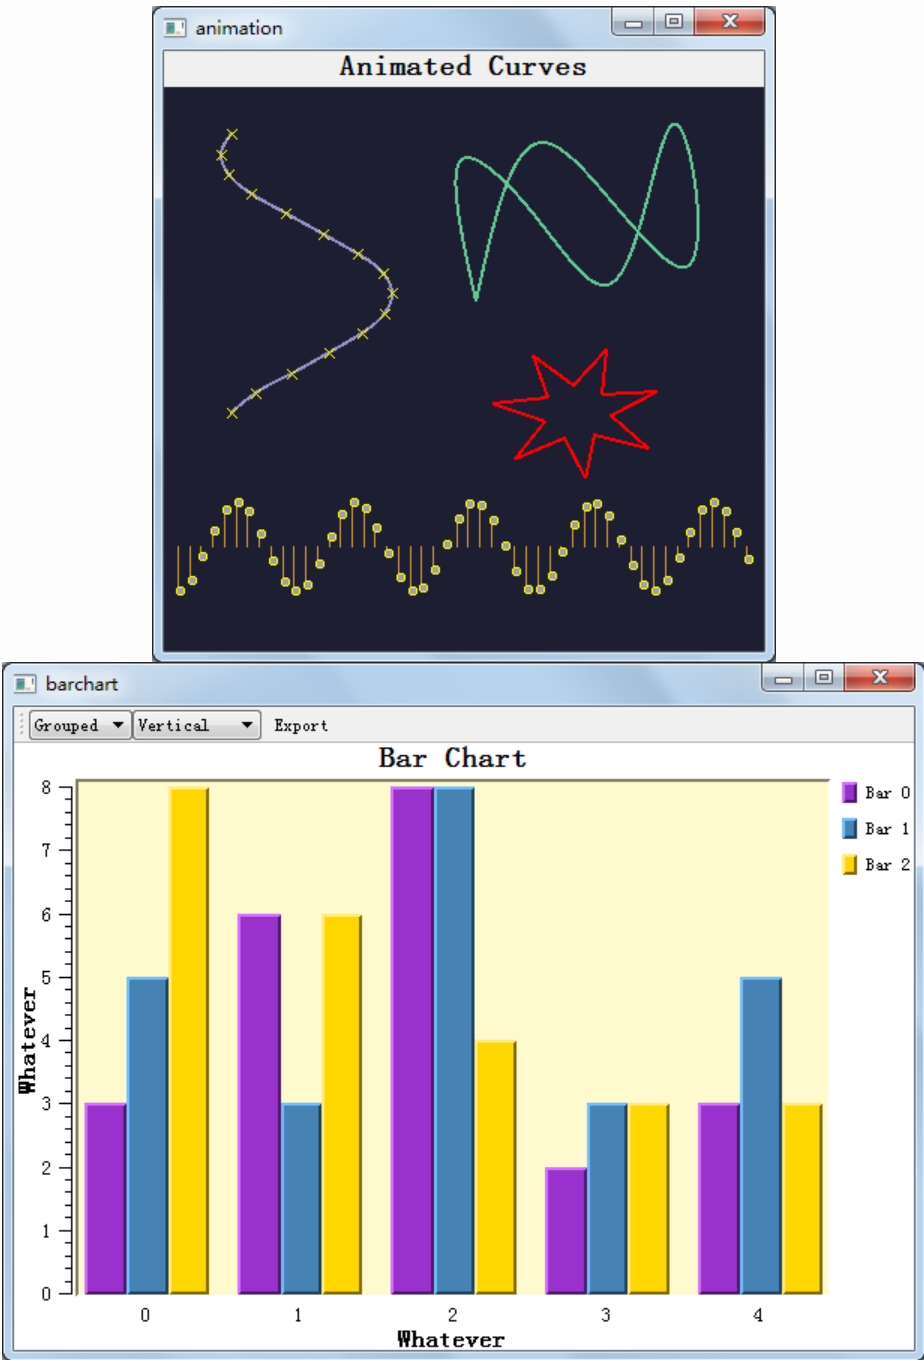 animation
Animated Curves
barchart
Grouped Vertical Export
Bar Chart
8
7
6
5
4
3
2
1
0
Whatever
Bar 0
Bar 1
Bar 2
0 1 2 3 4
Whatever